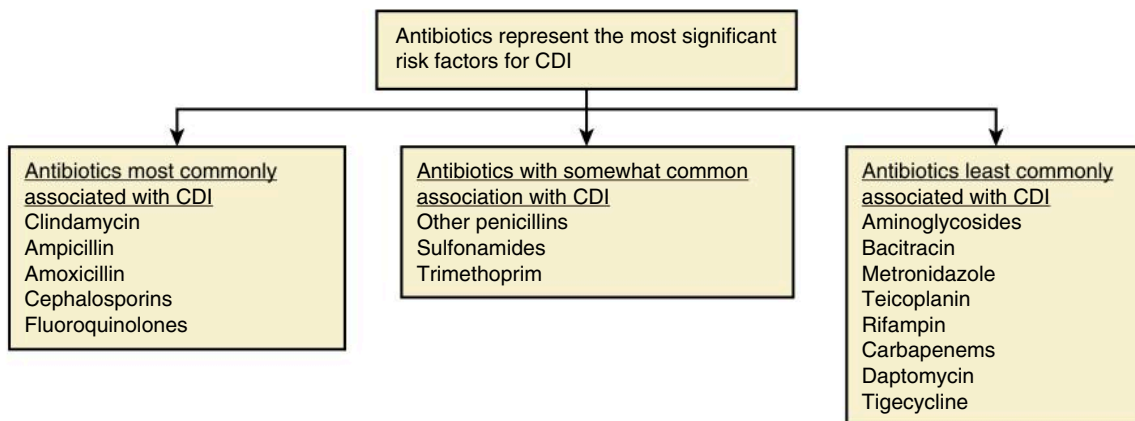 Antibiotics represent the most significant
risk factors for CDI
Antibiotics most commonly
associated with CDI
Clindamycin
Ampicillin
Amoxicillin
Cephalosporins
Fluoroquinolones
Antibiotics with somewhat common
association with CDI
Other penicillins
Sulfonamides
Trimethoprim
Antibiotics least commonly
associated with CDI
Aminoglycosides
Bacitracin
Metronidazole
Teicoplanin
Rifampin
Carbapenems
Daptomycin
Tigecycline